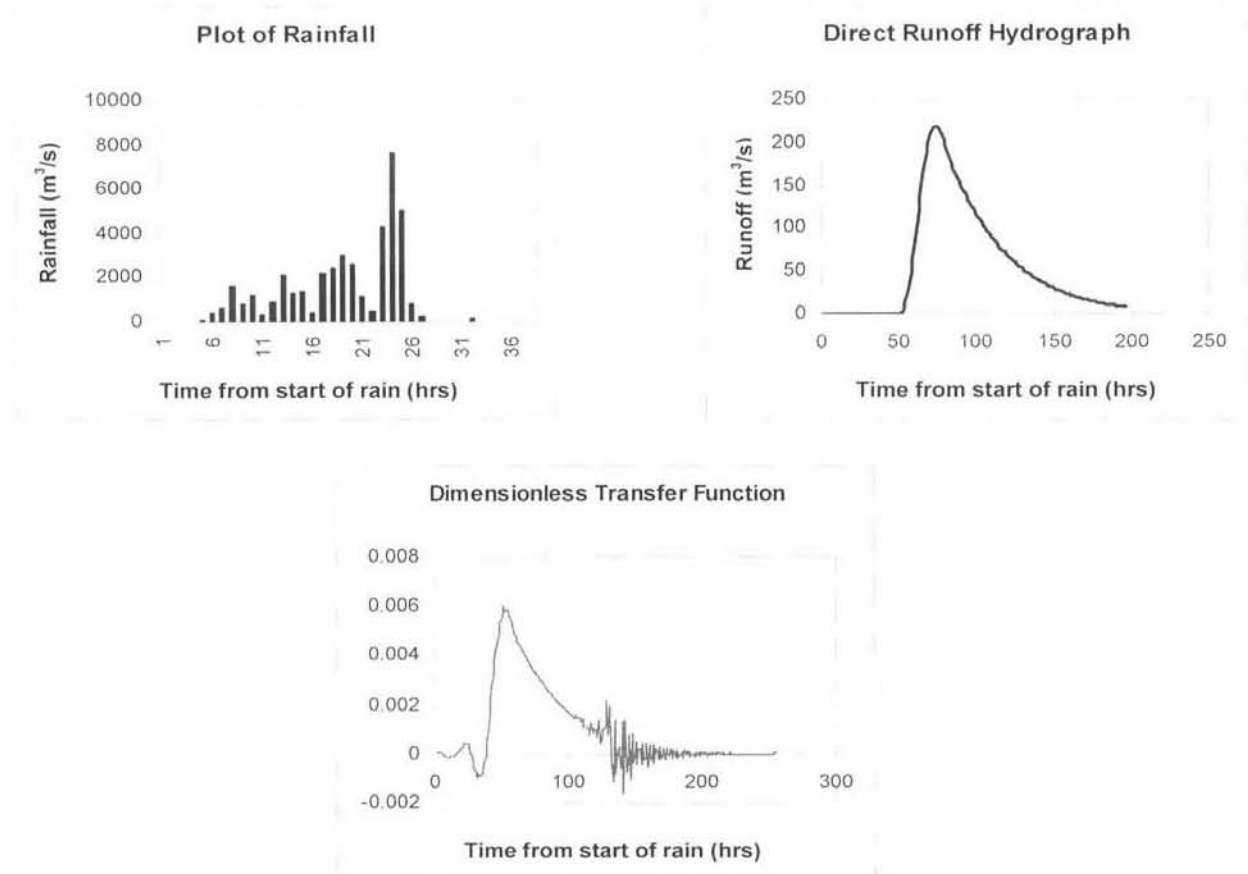 Plot of Rainfall
Rainfall (m³/s)
10000
8000
6000
4000
2000
0
1 6 11 16 21 26 31 36
Time from start of rain (hrs)
Direct Runoff Hydrograph
Runoff (m³/s)
250
200
150
100
50
0
0 50 100 150 200 250
Time from start of rain (hrs)
Dimensionless Transfer Function
0.008
0.006
0.004
0.002
0
-0.002
0 100 200 300
Time from start of rain (hrs)